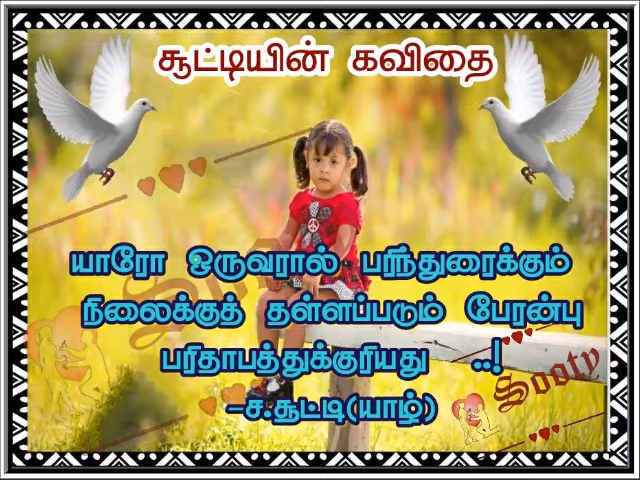 சூட்டியின் கவிதை
யாரோ ஒருவரால் பரிந்துரைக்கும்
நிலைக்குத் தள்ளப்படும் பேரன்பு
பரிதாபத்துக்குரியது ..!
-ச.சூட்டி(யாழ்)
Sooty